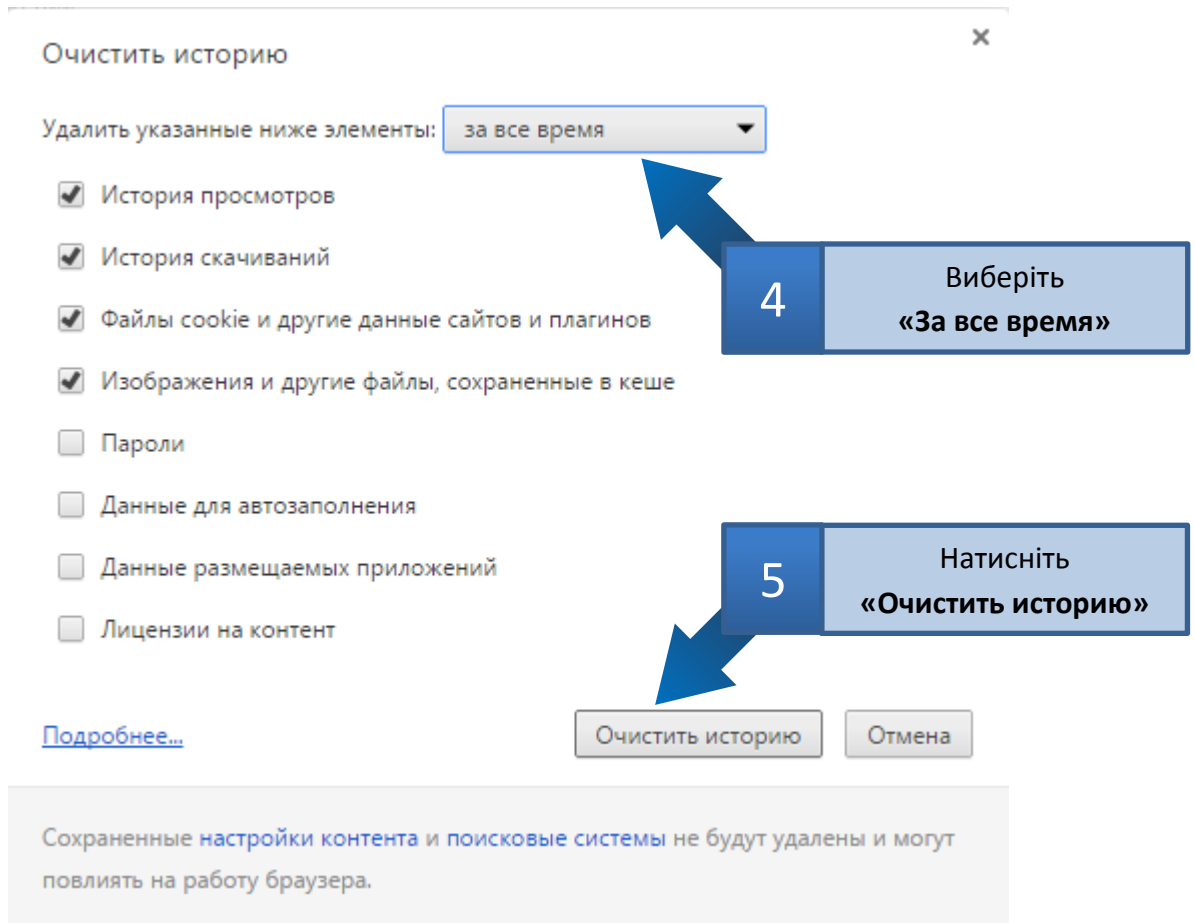 Очистить историю
Удалить указанные ниже элементы: за все время
История просмотров
История скачиваний
Файлы cookie и другие данные сайтов и плагинов
Изображения и другие файлы, сохраненные в кеше
Пароли
Данные для автозаполнения
Данные размещаемых приложений
Лицензии на контент
4
Виберіть
«За все время»
5
Натисніть
«Очистить историю»
Подробнее...
Очистить историю
Отмена
Сохраненные настройки контента и поисковые системы не будут удалены и могут
повлиять на работу браузера.